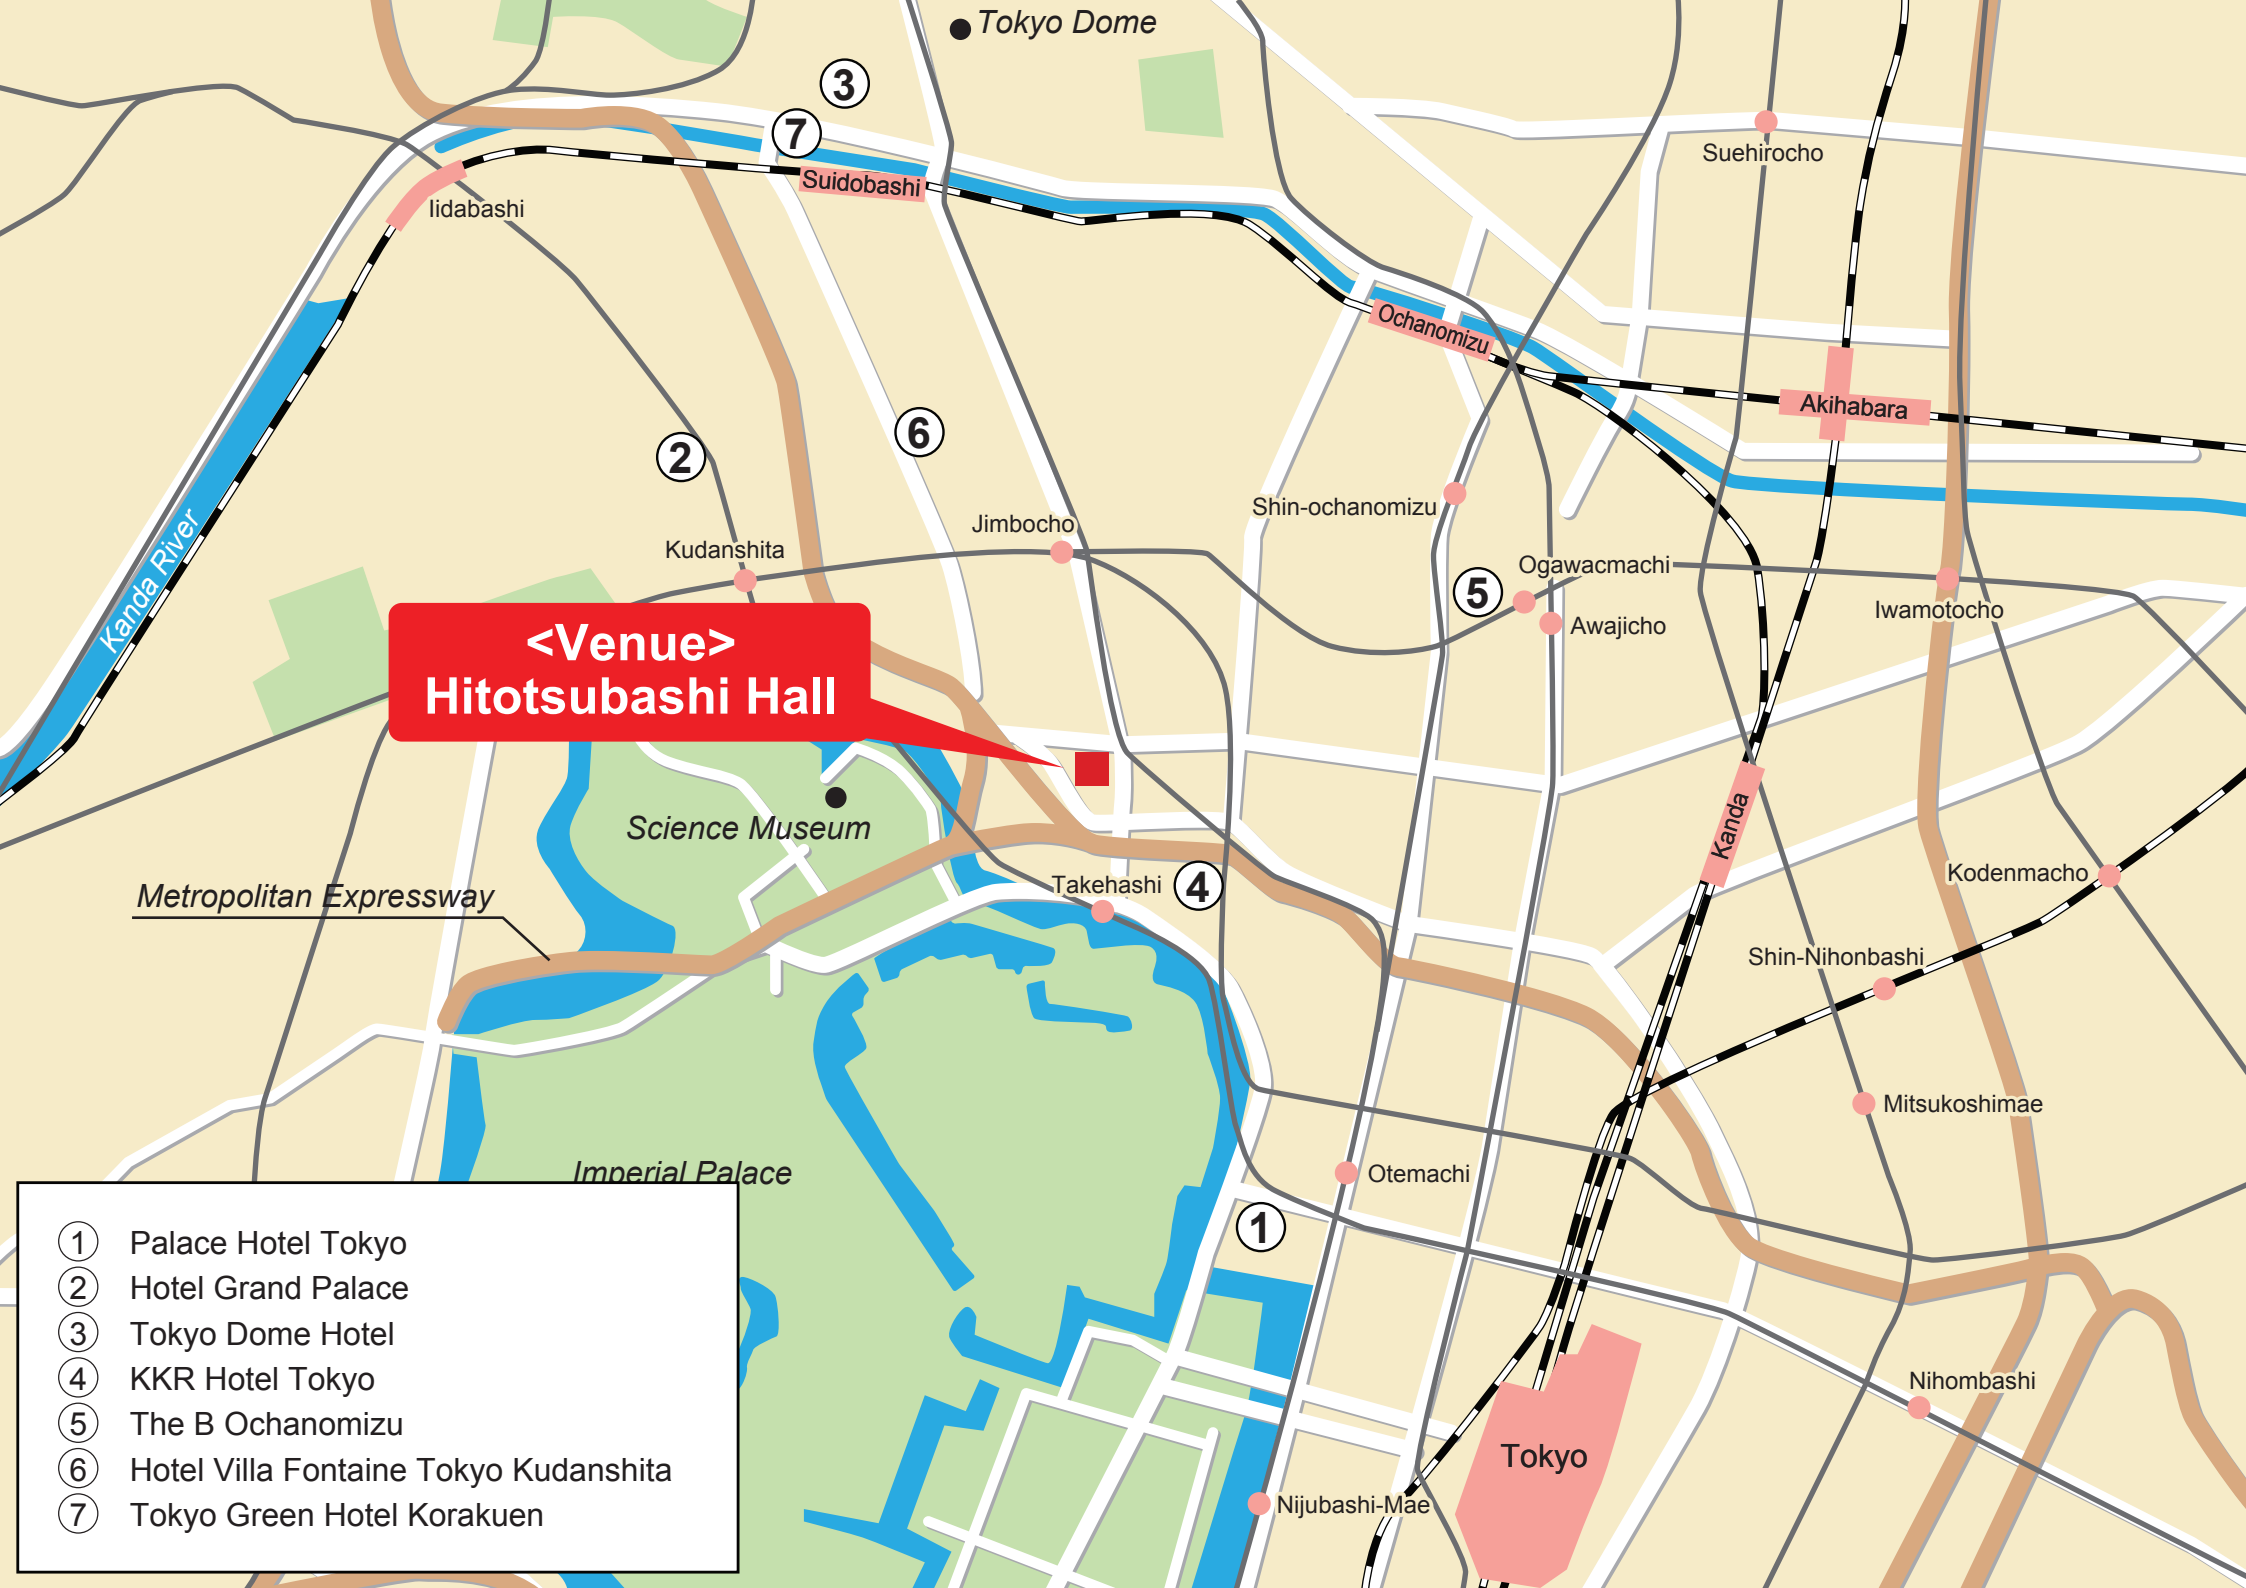 Tokyo Dome
3
7
Suehirocho
Suidobashi
Iidabashi
Ochanomizu
Akihabara
6
2
Shin-ochanomizu
Jimbocho
Kudanshita
Kanda River
Ogawacmachi
5
Iwamotocho
Awajicho
<Venue>
Hitotsubashi Hall
Science Museum
Kanda
Metropolitan Expressway
Takehashi
4
Kodenmacho
Shin-Nihonbashi
Mitsukoshimae
Imperial Palace
Otemachi
1
Nihombashi
Tokyo
Nijubashi-Mae
1 Palace Hotel Tokyo
2 Hotel Grand Palace
3 Tokyo Dome Hotel
4 KKR Hotel Tokyo
5 The B Ochanomizu
6 Hotel Villa Fontaine Tokyo Kudanshita
7 Tokyo Green Hotel Korakuen